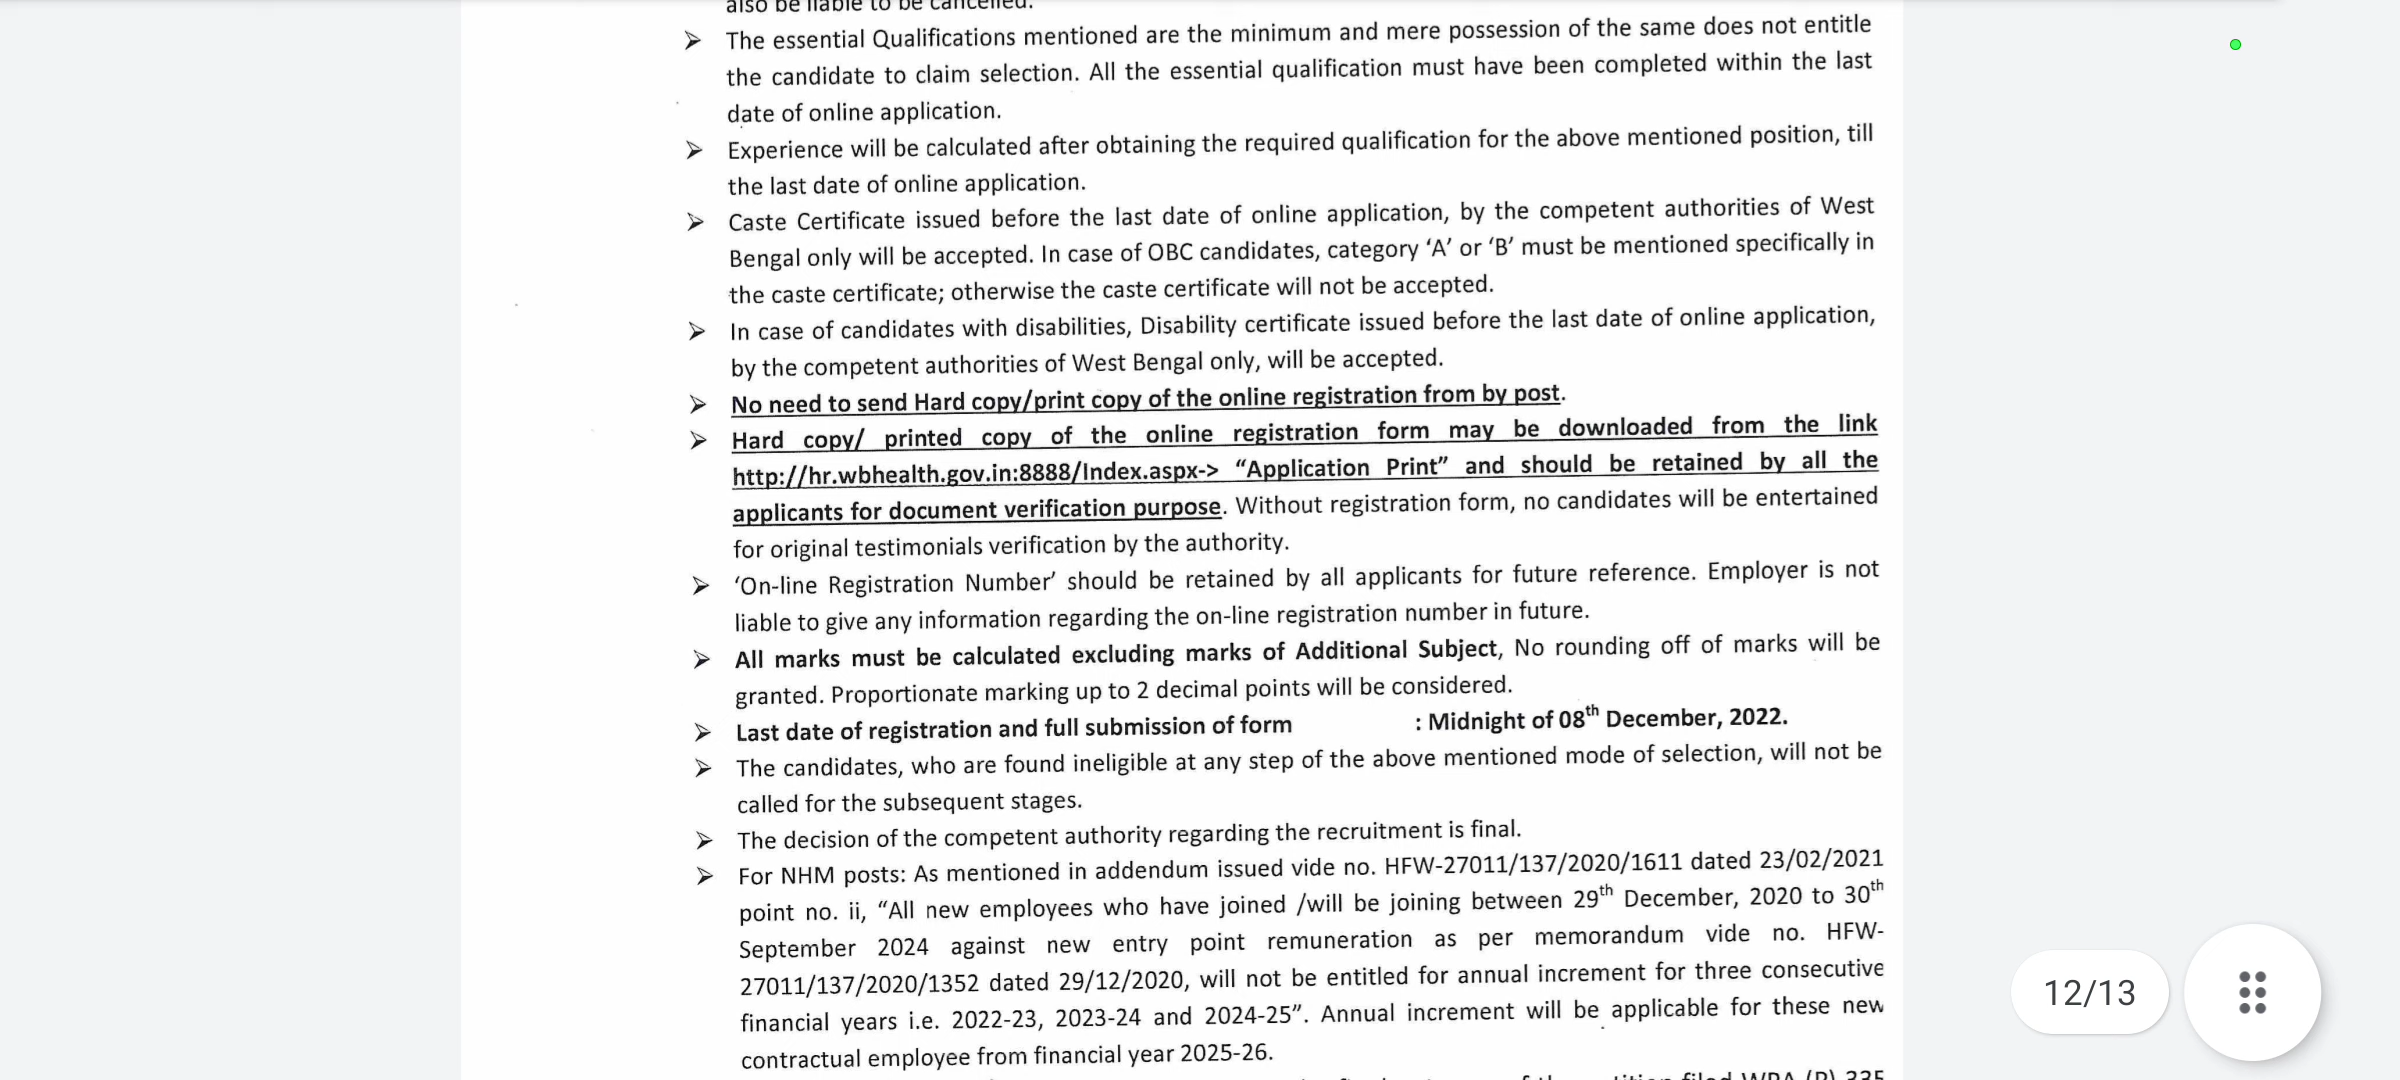 also be liable to be cancelled.
➢ The essential Qualifications mentioned are the minimum and mere possession of the same does not entitle
the candidate to claim selection. All the essential qualification must have been completed within the last
date of online application.
➢ Experience will be calculated after obtaining the required qualification for the above mentioned position, till
the last date of online application.
➢ Caste Certificate issued before the last date of online application, by the competent authorities of West
Bengal only will be accepted. In case of OBC candidates, category ‘A’ or ‘B’ must be mentioned specifically in
the caste certificate; otherwise the caste certificate will not be accepted.
➢ In case of candidates with disabilities, Disability certificate issued before the last date of online application,
by the competent authorities of West Bengal only, will be accepted.
➢ No need to send Hard copy/print copy of the online registration from by post.
➢ Hard copy/ printed copy of the online registration form may be downloaded from the link
http://hr.wbhealth.gov.in:8888/Index.aspx-> “Application Print” and should be retained by all the
applicants for document verification purpose. Without registration form, no candidates will be entertained
for original testimonials verification by the authority.
➢ ‘On-line Registration Number’ should be retained by all applicants for future reference. Employer is not
liable to give any information regarding the on-line registration number in future.
➢ All marks must be calculated excluding marks of Additional Subject, No rounding off of marks will be
granted. Proportionate marking up to 2 decimal points will be considered.
➢ Last date of registration and full submission of form : Midnight of 08th December, 2022.
➢ The candidates, who are found ineligible at any step of the above mentioned mode of selection, will not be
called for the subsequent stages.
➢ The decision of the competent authority regarding the recruitment is final.
➢ For NHM posts: As mentioned in addendum issued vide no. HFW-27011/137/2020/1611 dated 23/02/2021
point no. ii, “All new employees who have joined /will be joining between 29th December, 2020 to 30th
September 2024 against new entry point remuneration as per memorandum vide no. HFW-
27011/137/2020/1352 dated 29/12/2020, will not be entitled for annual increment for three consecutive
financial years i.e. 2022-23, 2023-24 and 2024-25”. Annual increment will be applicable for these new
contractual employee from financial year 2025-26.
filed WPA (P) 335
12/13